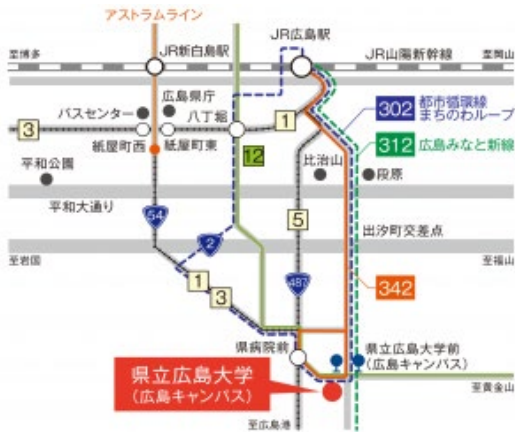 アストラムライン
JR広島駅
至博多
JR新白島駅
JR山陽新幹線
至岡山
広島県庁
バスセンター
八丁堀
1
302 都市循環線
まちのわループ
3
紙屋町西
紙屋町東
12
312 広島みなと新線
平和公園
比治山
段原
平和大通り
54
5
2
出汐町交差点
至岩国
至福山
1
487
3
342
県病院前
県立広島大学前
(広島キャンパス)
県立広島大学
(広島キャンパス)
至黄金山
至広島港